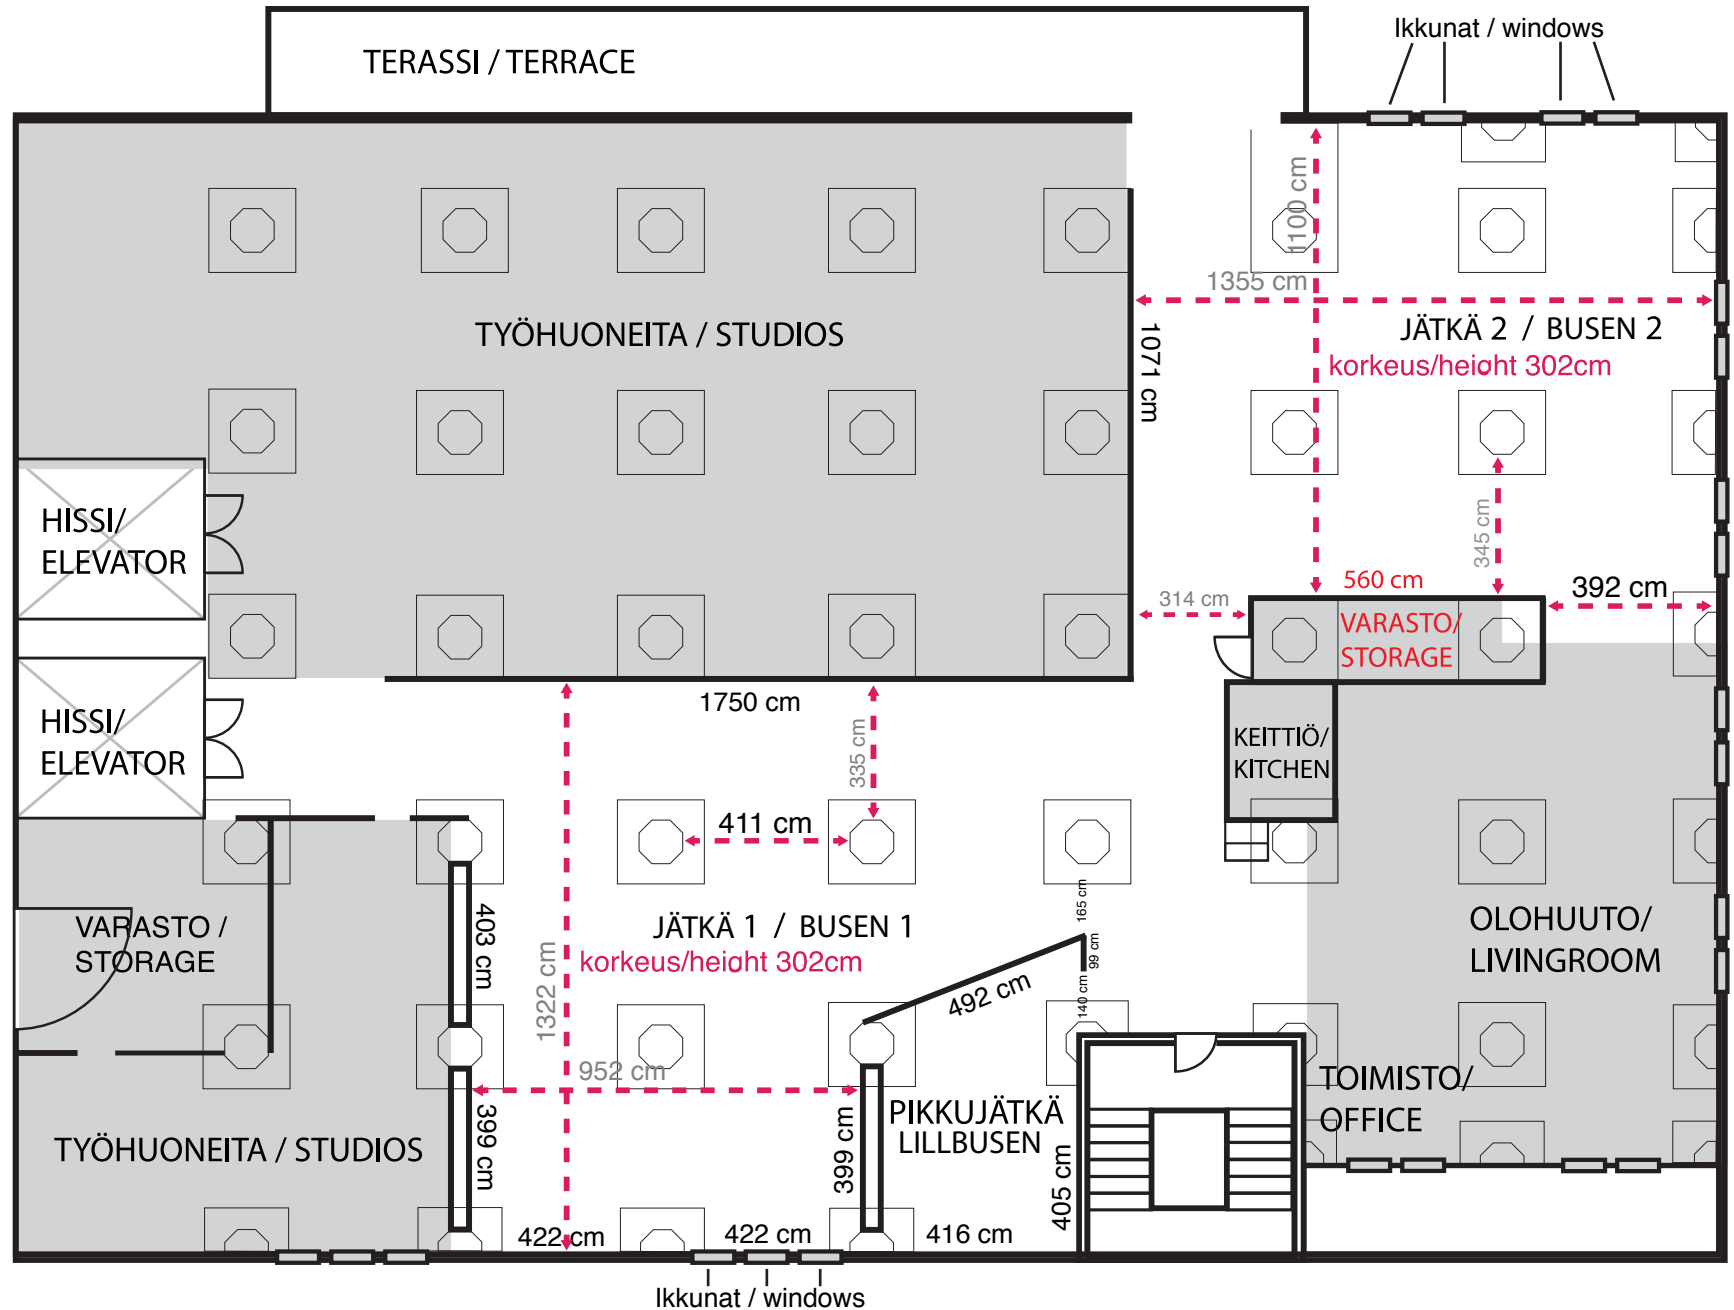 Ikkunat / windows
TERASSI / TERRACE
1100 cm
1355 cm
TYÖHUONEITA / STUDIOS
JÄTKÄ 2 / BUSEN 2
korkeus/height 302cm
1071 cm
HISSI/
ELEVATOR
345 cm
560 cm
392 cm
314 cm
VARASTO/
STORAGE
HISSI/
ELEVATOR
1750 cm
335 cm
KEITTIÖ/
KITCHEN
411 cm
VARASTO /
STORAGE
403 cm
JÄTKÄ 1 / BUSEN 1
korkeus/height 302cm
165 cm
99 cm
140 cm
492 cm
OLOHUUTO/
LIVINGROOM
1322 cm
952 cm
TOIMISTO/
OFFICE
TYÖHUONEITA / STUDIOS
399 cm
399 cm
PIKKUJÄTKÄ
LILLBUSEN
405 cm
422 cm
422 cm
416 cm
Ikkunat / windows